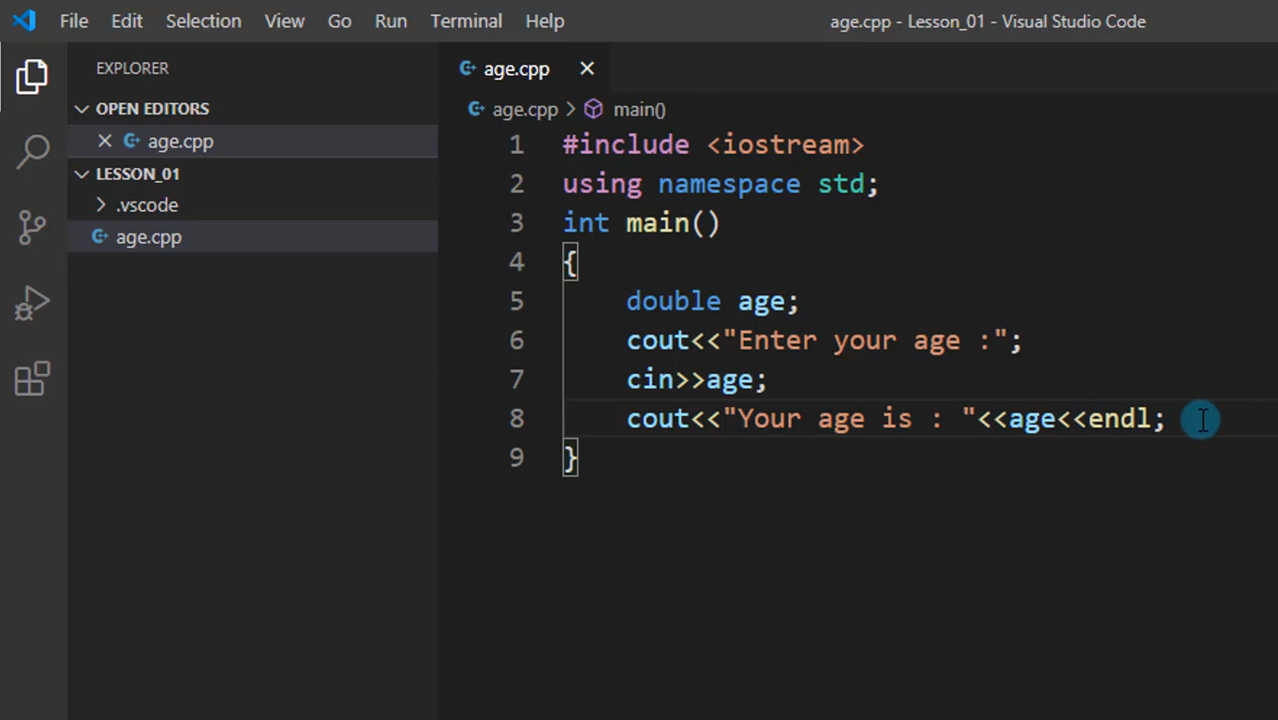 File Edit Selection View Go Run Terminal Help age.cpp - Lesson_01 - Visual Studio Code
EXPLORER
OPEN EDITORS
age.cpp
LESSON_01
.vscode
age.cpp
age.cpp
age.cpp > main()
1 #include <iostream>
2 using namespace std;
3 int main()
4 {
5     double age;
6     cout<<"Enter your age :";
7     cin>>age;
8     cout<<"Your age is : "<<age<<endl;
9 }